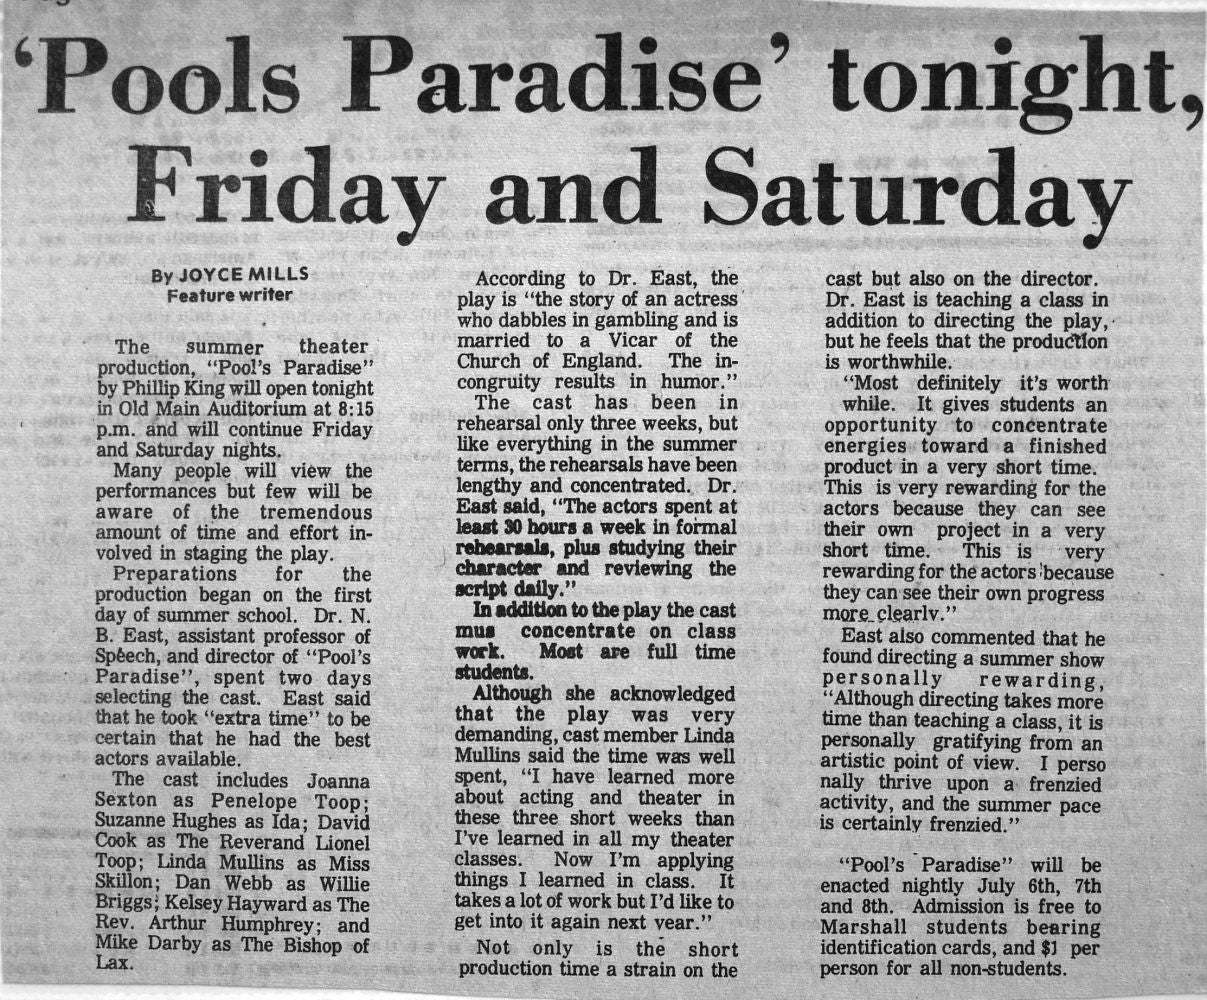 ‘Pools Paradise’ tonight,
Friday and Saturday
By JOYCE MILLS
Feature writer
The summer theater
production, “Pool's Paradise”
by Phillip King will open tonight
in Old Main Auditorium at 8:15
p.m. and will continue Friday
and Saturday nights.
Many people will view the
performances but few will be
aware of the tremendous
amount of time and effort in-
volved in staging the play.
Preparations for the
production began on the first
day of summer school. Dr. N.
B. East, assistant professor of
Speech, and director of “Pool's
Paradise”, spent two days
selecting the cast. East said
that he took “extra time” to be
certain that he had the best
actors available.
The cast includes Joanna
Sexton as Penelope Toop;
Suzanne Hughes as Ida; David
Cook as The Reverand Lionel
Toop; Linda Mullins as Miss
Skillon; Dan Webb as Willie
Briggs; Kelsey Hayward as The
Rev. Arthur Humphrey; and
Mike Darby as The Bishop of
Lax.
According to Dr. East, the
play is “the story of an actress
who dabbles in gambling and is
married to a Vicar of the
Church of England. The in-
congruity results in humor.”
The cast has been in
rehearsal only three weeks, but
like everything in the summer
terms, the rehearsals have been
lengthy and concentrated. Dr.
East said, “The actors spent at
least 30 hours a week in formal
rehearsals, plus studying their
character and reviewing the
script daily.”
In addition to the play the cast
mus concentrate on class
work. Most are full time
students.
Although she acknowledged
that the play was very
demanding, cast member Linda
Mullins said the time was well
spent, “I have learned more
about acting and theater in
these three short weeks than
I've learned in all my theater
classes. Now I'm applying
things I learned in class. It
takes a lot of work but I'd like to
get into it again next year.”
Not only is the short
production time a strain on the
cast but also on the director.
Dr. East is teaching a class in
addition to directing the play,
but he feels that the production
is worthwhile.
“Most definitely it's worth
while. It gives students an
opportunity to concentrate
energies toward a finished
product in a very short time.
This is very rewarding for the
actors because they can see
their own project in a very
short time. This is very
rewarding for the actors because
they can see their own progress
more clearly.”
East also commented that he
found directing a summer show
personally rewarding,
“Although directing takes more
time than teaching a class, it is
personally gratifying from an
artistic point of view. I perso
nally thrive upon a frenzied
activity, and the summer pace
is certainly frenzied.”
“Pool's Paradise” will be
enacted nightly July 6th, 7th
and 8th. Admission is free to
Marshall students bearing
identification cards, and $1 per
person for all non-students.